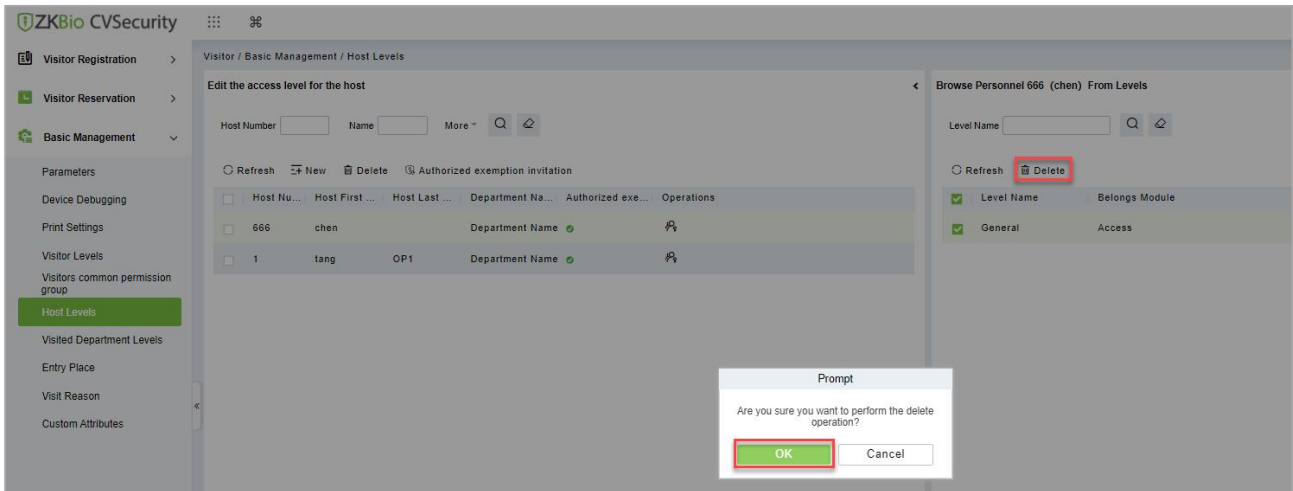 ZKBio CVSecurity
Visitor Registration
Visitor Reservation
Basic Management
Parameters
Device Debugging
Print Settings
Visitor Levels
Visitors common permission
group
Host Levels
Visited Department Levels
Entry Place
Visit Reason
Custom Attributes
Visitor / Basic Management / Host Levels
Edit the access level for the host
Host Number Name More
Refresh New Delete Authorized exemption invitation
Host Nu... Host First ... Host Last ... Department Na... Authorized exe... Operations
666 chen Department Name
1 tang OP1 Department Name
Browse Personnel 666 (chen) From Levels
Level Name
Refresh Delete
Level Name Belongs Module
General Access
Prompt
Are you sure you want to perform the delete
operation?
OK Cancel